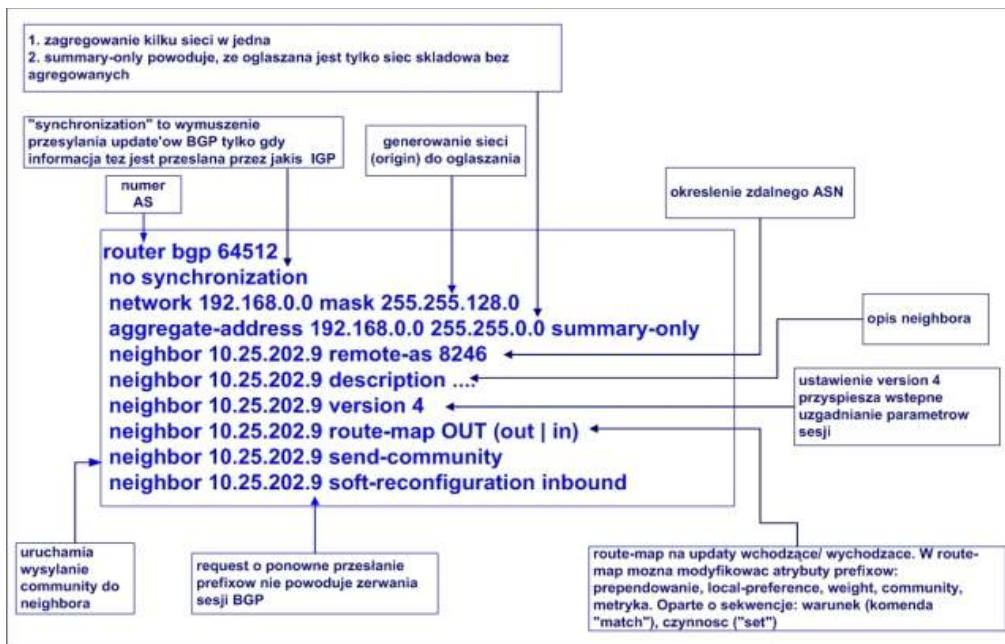 1. zagregowanie kilku sieci w jedna
2. summary-only powoduje, ze oglaszana jest tylko siec skladowa bez
agregowanych
"synchronization" to wymuszenie
przesylania update'ow BGP tylko gdy
informacja tez jest przeslana przez jakis IGP
generowanie sieci
(origin) do oglaszania
numer
AS
okreslenie zdalnego ASN
router bgp 64512
no synchronization
network 192.168.0.0 mask 255.255.128.0
aggregate-address 192.168.0.0 255.255.0.0 summary-only
neighbor 10.25.202.9 remote-as 8246
neighbor 10.25.202.9 description ....
neighbor 10.25.202.9 version 4
neighbor 10.25.202.9 route-map OUT (out | in)
neighbor 10.25.202.9 send-community
neighbor 10.25.202.9 soft-reconfiguration inbound
opis neighbora
ustawienie version 4
przyspiesza wstepne
uzgadnianie parametrow
sesji
uruchamia
wysylanie
community do
neighbora
request o ponowne przesłanie
prefixow nie powoduje zerwania
sesji BGP
route-map na updaty wchodzące/ wychodzace. W route-
map mozna modyfikowac atrybuty prefixow:
prependowanie, local-preference, weight, community,
metryka. Oparte o sekwencje: warunek (komenda
"match"), czynnosc ("set")